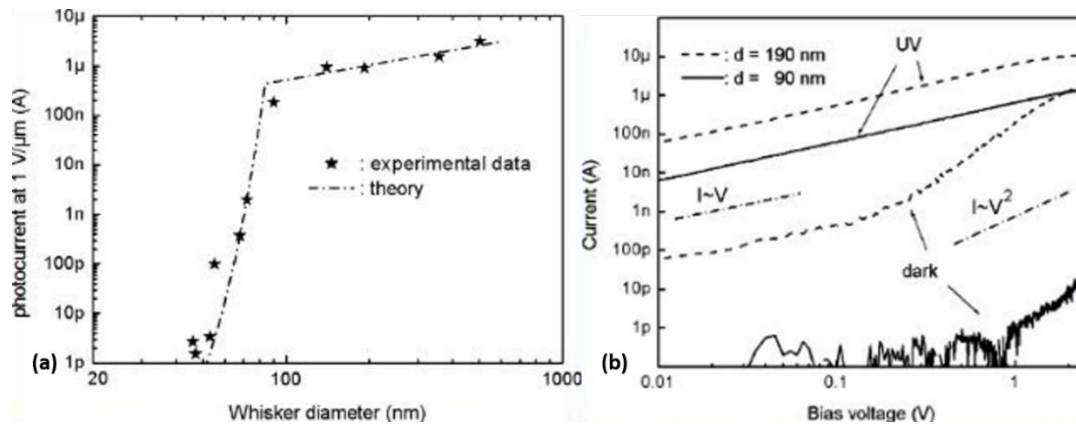 10µ
1µ
100n
10n
1n
100p
10p
1p
photocurrent at 1 V/µm (A)
★ : experimental data
-·-·- : theory
(a)
20 100 1000
Whisker diameter (nm)
10µ
1µ
100n
10n
1n
100p
10p
1p
Current (A)
- - - : d = 190 nm
—— : d = 90 nm
UV
I~V
I~V²
dark
(b)
0.01 0.1 1
Bias voltage (V)